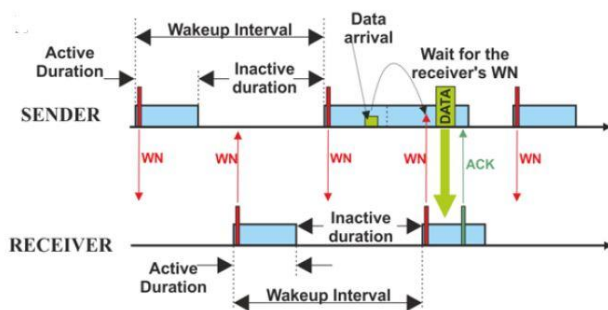 Wakeup Interval
Data
arrival
Wait for the
receiver's WN
Active
Duration
Inactive
duration
SENDER
DATA
WN
WN
WN
WN
ACK
WN
RECEIVER
Inactive
duration
Active
Duration
Wakeup Interval